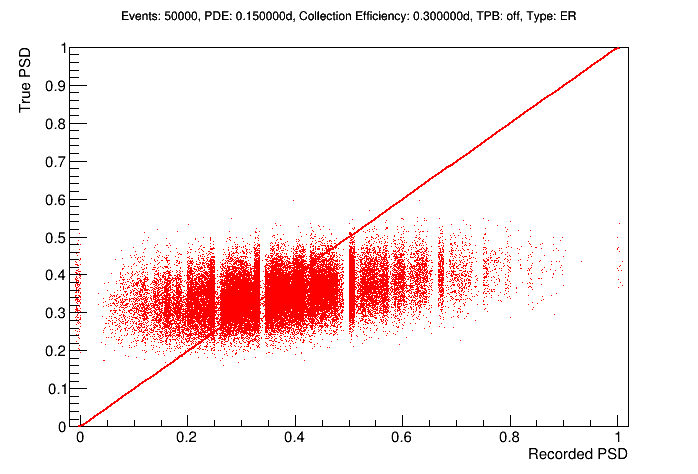 Events: 50000, PDE: 0.150000d, Collection Efficiency: 0.300000d, TPB: off, Type: ER
True PSD
1
0.9
0.8
0.7
0.6
0.5
0.4
0.3
0.2
0.1
0
0 0.2 0.4 0.6 0.8 1
Recorded PSD